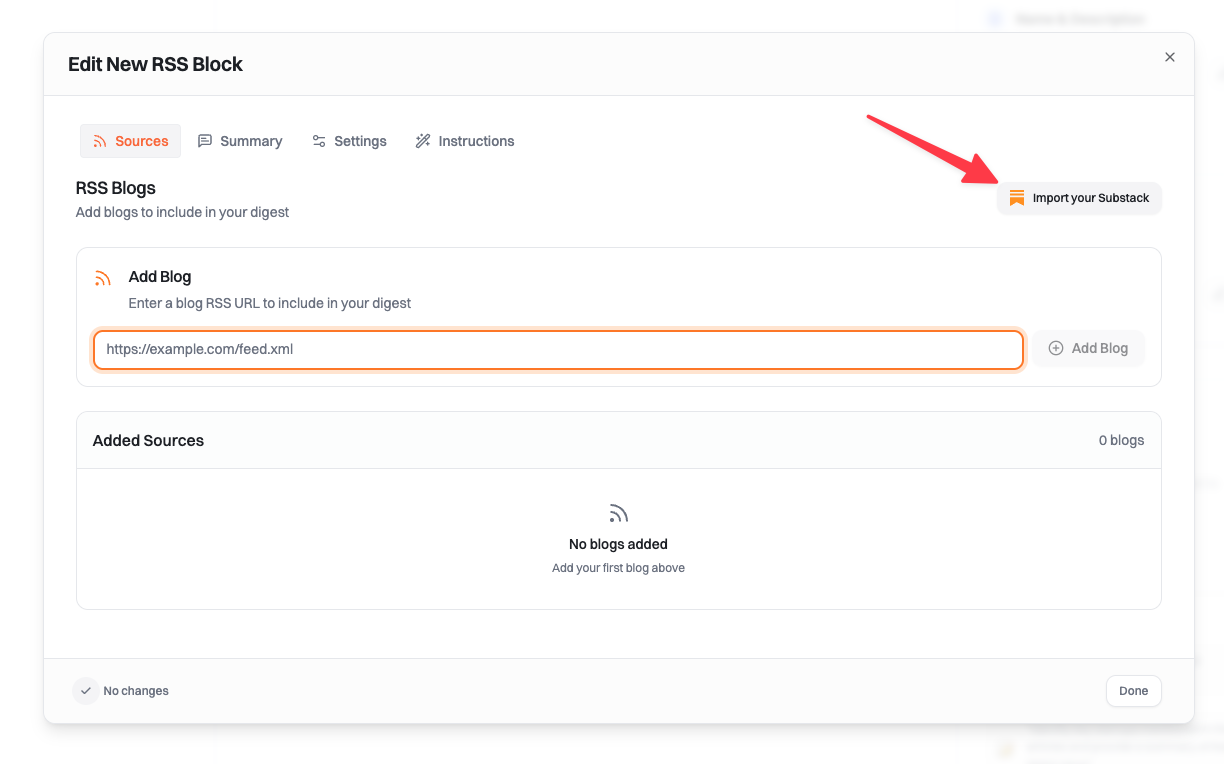 Edit New RSS Block
Sources
Summary
Settings
Instructions
RSS Blogs
Add blogs to include in your digest
Import your Substack
Add Blog
Enter a blog RSS URL to include in your digest
https://example.com/feed.xml
Add Blog
Added Sources
0 blogs
No blogs added
Add your first blog above
No changes
Done